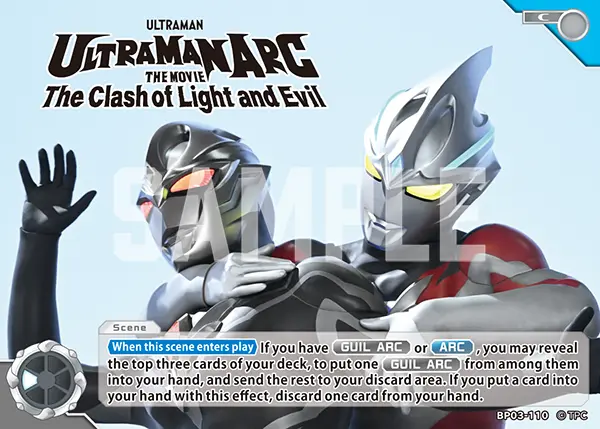 C
ULTRAMAN
ULTRAMAN ARC
THE MOVIE
The Clash of Light and Evil
SAMPLE
Scene
When this scene enters play If you have GUIL ARC or ARC , you may reveal
the top three cards of your deck, to put one GUIL ARC from among them
into your hand, and send the rest to your discard area. If you put a card into
your hand with this effect, discard one card from your hand.
BP03-110 ©TPC